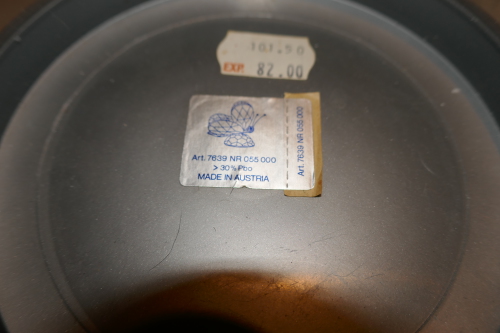 101.50
EXP. 82.00
Art. 7639 NR 055 000
> 30% Pbo
MADE IN AUSTRIA
Art. 7639 NR 055 000